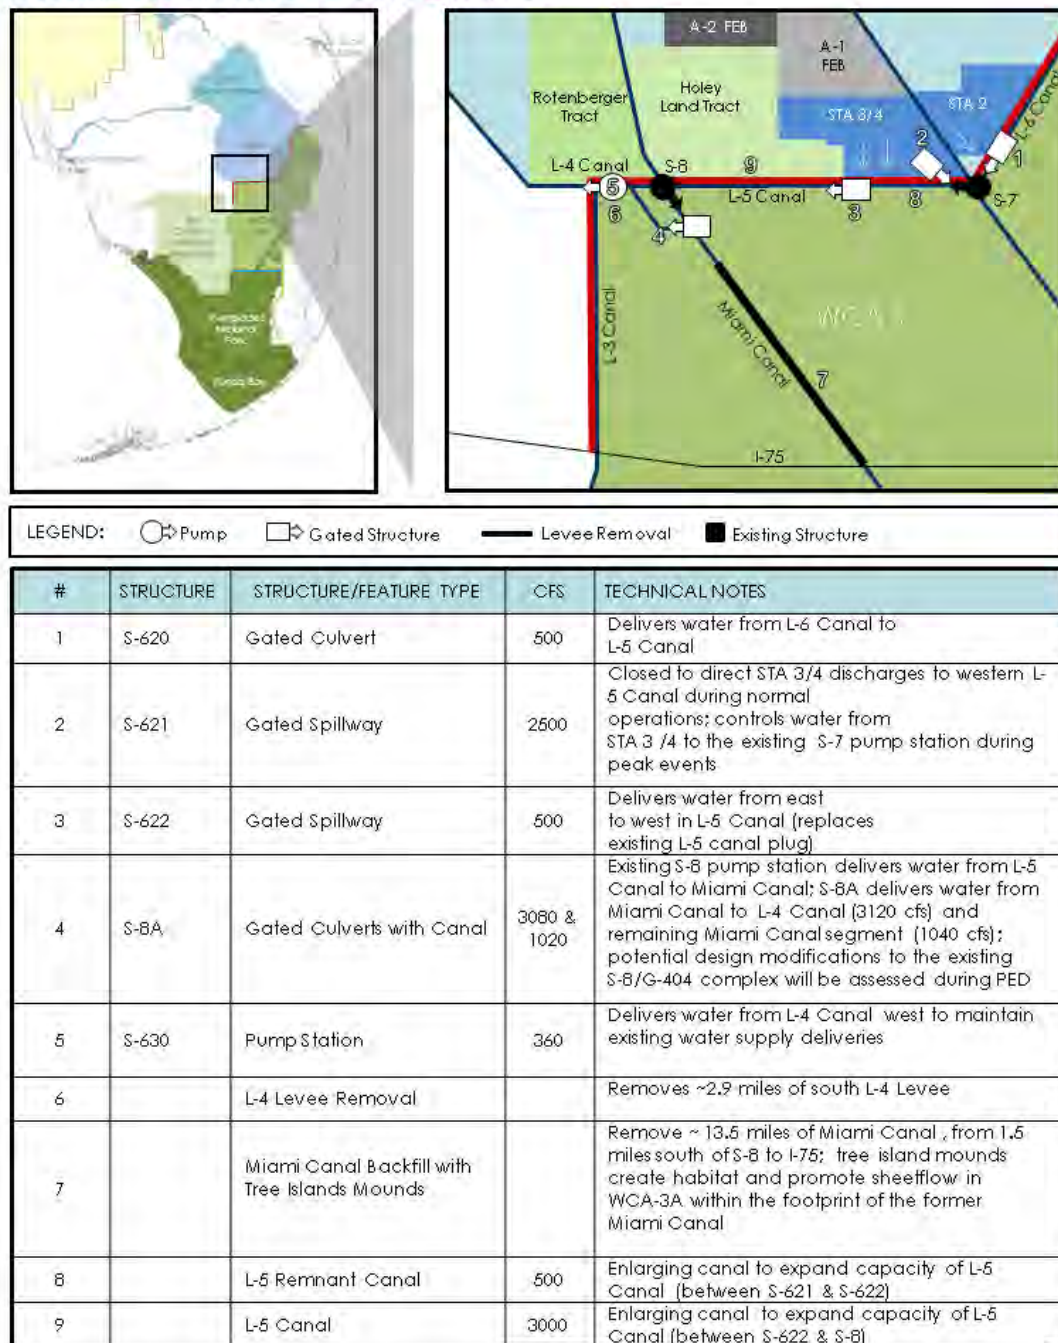 A-2 FEB
A-1
FEB
Rotenberger
Tract
Holey
Land Tract
STA 3/4
STA 2
L-6 Canal
2
1
L-4 Canal
S-8
9
5
L-5 Canal
3
8
S-7
6
4
L-3 Canal
Miami Canal
7
I-75
Everglades
National
Park
Florida Bay
LEGEND:
Pump
Gated Structure
Levee Removal
Existing Structure
# STRUCTURE STRUCTURE/FEATURE TYPE CFS TECHNICAL NOTES
1 S-620 Gated Culvert 500 Delivers water from L-6 Canal to
L-5 Canal
2 S-621 Gated Spillway 2500 Closed to direct STA 3/4 discharges to western L-
5 Canal during normal
operations; controls water from
STA 3 /4 to the existing S-7 pump station during
peak events
3 S-622 Gated Spillway 500 Delivers water from east
to west in L-5 Canal (replaces
existing L-5 canal plug)
4 S-8A Gated Culverts with Canal 3080 &
1020
Existing S-8 pump station delivers water from L-5
Canal to Miami Canal; S-8A delivers water from
Miami Canal to L-4 Canal (3120 cfs) and
remaining Miami Canal segment (1040 cfs);
potential design modifications to the existing
S-8/G-404 complex will be assessed during PED
5 S-630 Pump Station 360 Delivers water from L-4 Canal west to maintain
existing water supply deliveries
6 L-4 Levee Removal Removes ~2.9 miles of south L-4 Levee
7 Miami Canal Backfill with
Tree Islands Mounds
Remove ~ 13.5 miles of Miami Canal , from 1.5
miles south of S-8 to I-75; tree island mounds
create habitat and promote sheetflow in
WCA-3A within the footprint of the former
Miami Canal
8 L-5 Remnant Canal 500 Enlarging canal to expand capacity of L-5
Canal (between S-621 & S-622)
9 L-5 Canal 3000 Enlarging canal to expand capacity of L-5
Canal (between S-622 & S-8)